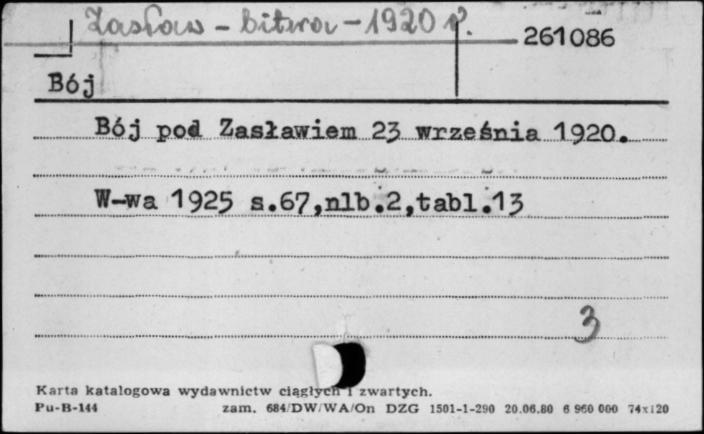 Zasław - bitwa - 1920 r.
261086
Bój
Bój pod Zasławiem 23 września 1920.
W-wa 1925 s.67,nlb.2,tabl.13
3
Karta katalogowa wydawnictw ciągłych i zwartych.
Pu-B-144 zam. 684/DW/WA/On DZG 1501-1-290 20.06.80 6 960 000 74x120